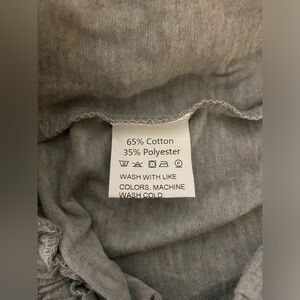 65% Cotton
35% Polyester
WASH WITH LIKE
COLORS. MACHINE
WASH COLD.